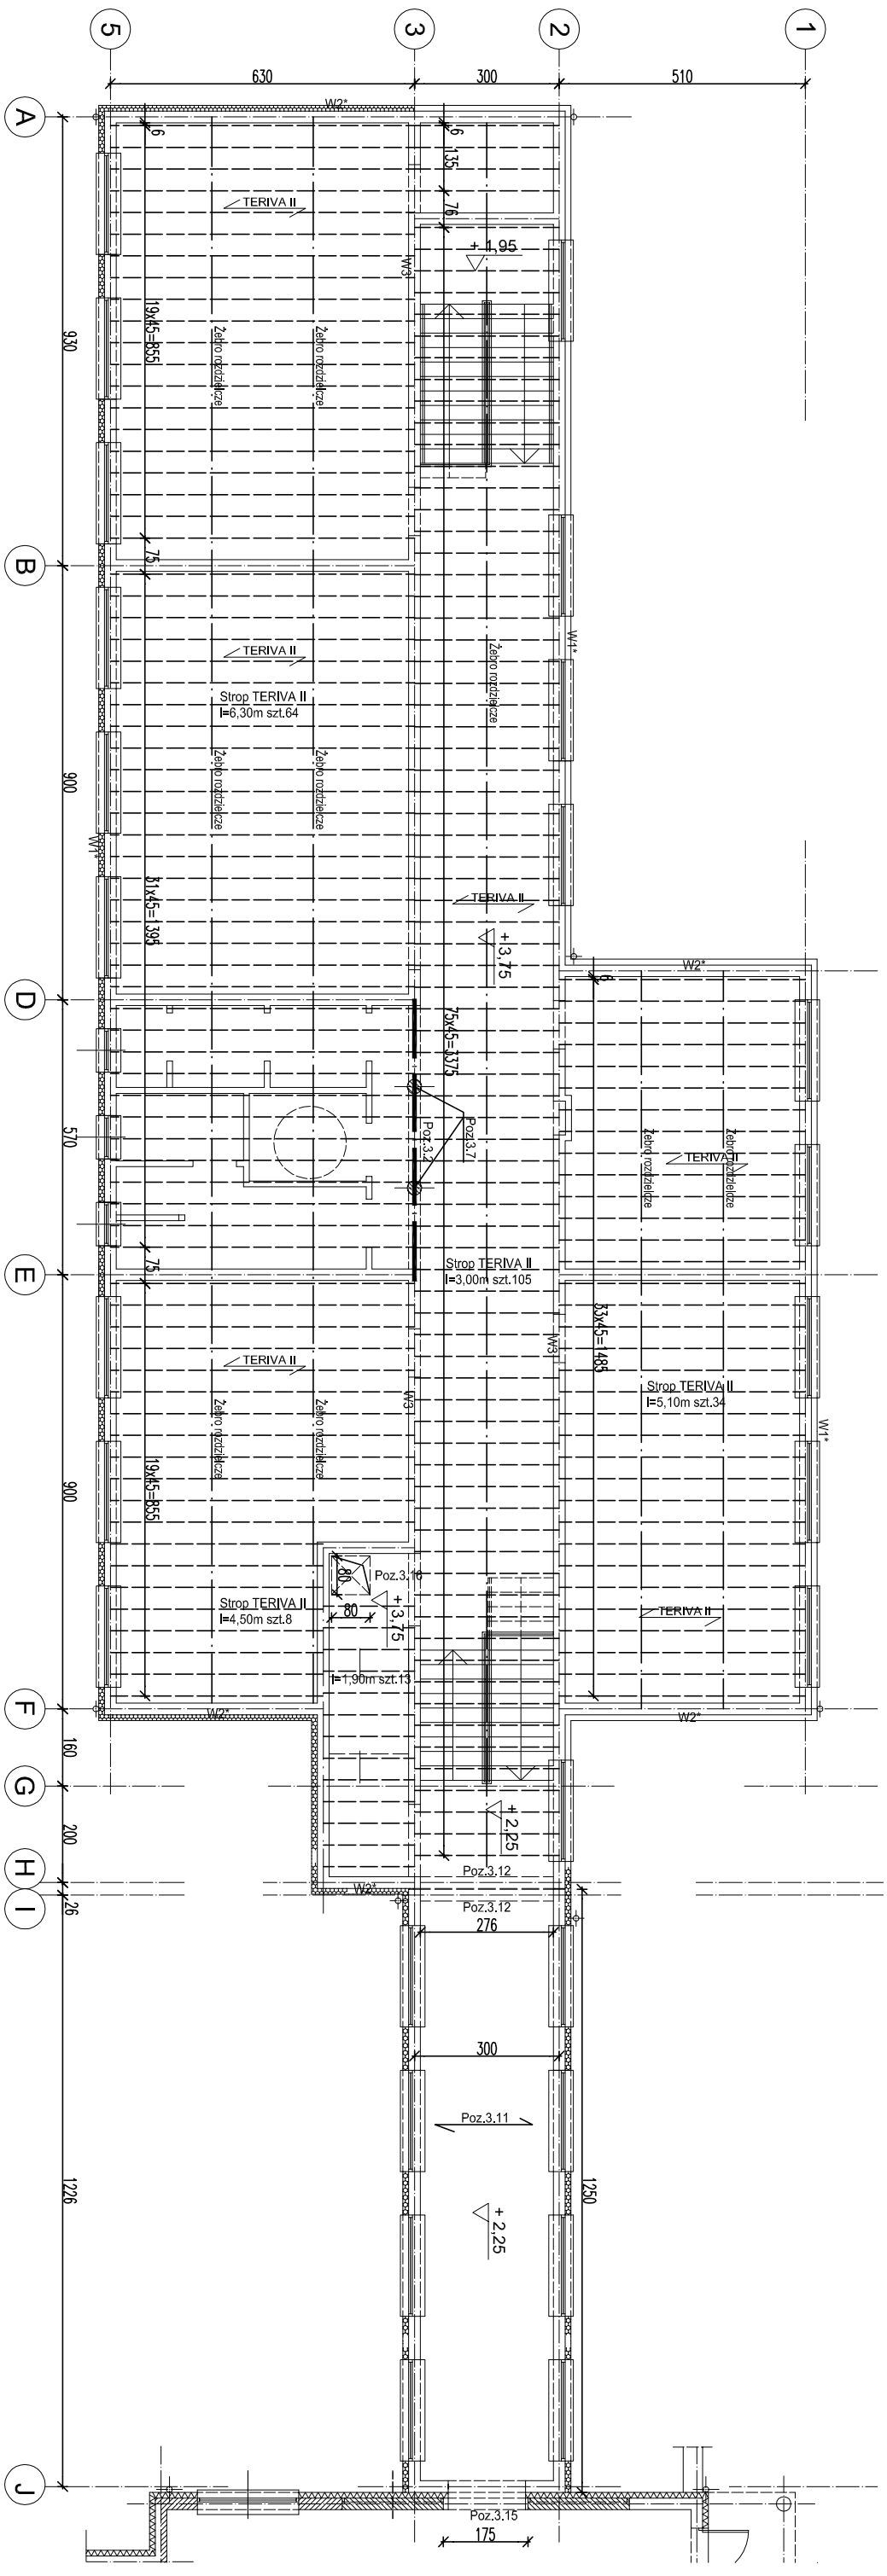 5
3
2
1
630
300
510
A
W2*
6
6
135
76
TERIVA II
+ 1,95
W3
930
19x45=855
Żebro rozdzielcze
Żebro rozdzielcze
B
75
TERIVA II
W1*
Żebro rozdzielcze
Strop TERIVA II
l=6,30m szt.64
Żebro rozdzielcze
Żebro rozdzielcze
900
W1*
31x45=1395
TERIVA II
+ 3,75
W2*
6
D
75x45=3375
570
Poz.3.2
Poz.3.7
TERIVA II
Żebro rozdzielcze
Żebro rozdzielcze
75
E
Strop TERIVA II
l=3,00m szt.105
33x45=1485
W3
TERIVA II
Strop TERIVA II
l=5,10m szt.34
W3
W1*
Żebro rozdzielcze
Żebro rozdzielcze
900
19x45=855
Poz.3.16
80
80
+ 3,75
Strop TERIVA II
l=4,50m szt.8
TERIVA II
l=1,90m szt.13
F
W2*
W2*
160
G
+ 2,25
200
H
Poz.3.12
W2*
I
26
Poz.3.12
276
300
Poz.3.11
1226
1250
+ 2,25
J
Poz.3.15
175